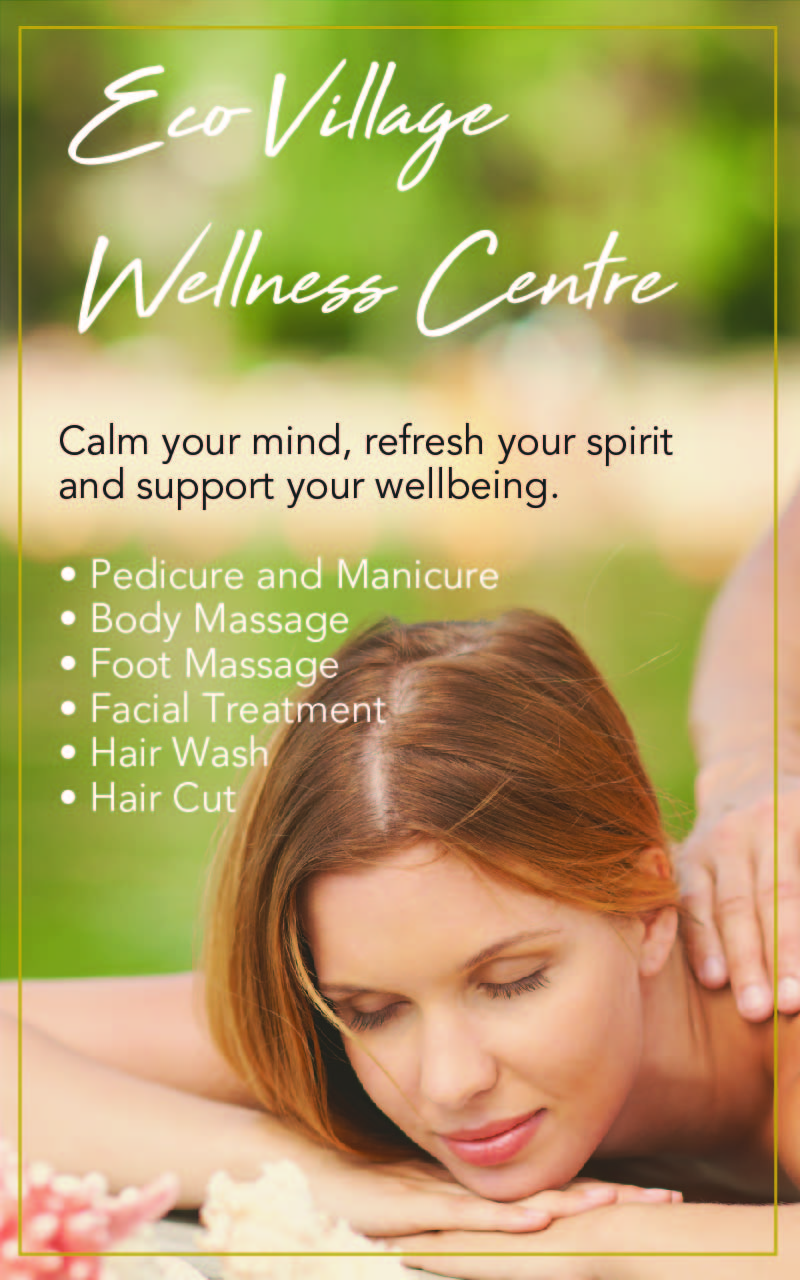 Eco Village
Wellness Centre
Calm your mind, refresh your spirit
and support your wellbeing.
• Pedicure and Manicure
• Body Massage
• Foot Massage
• Facial Treatment
• Hair Wash
• Hair Cut